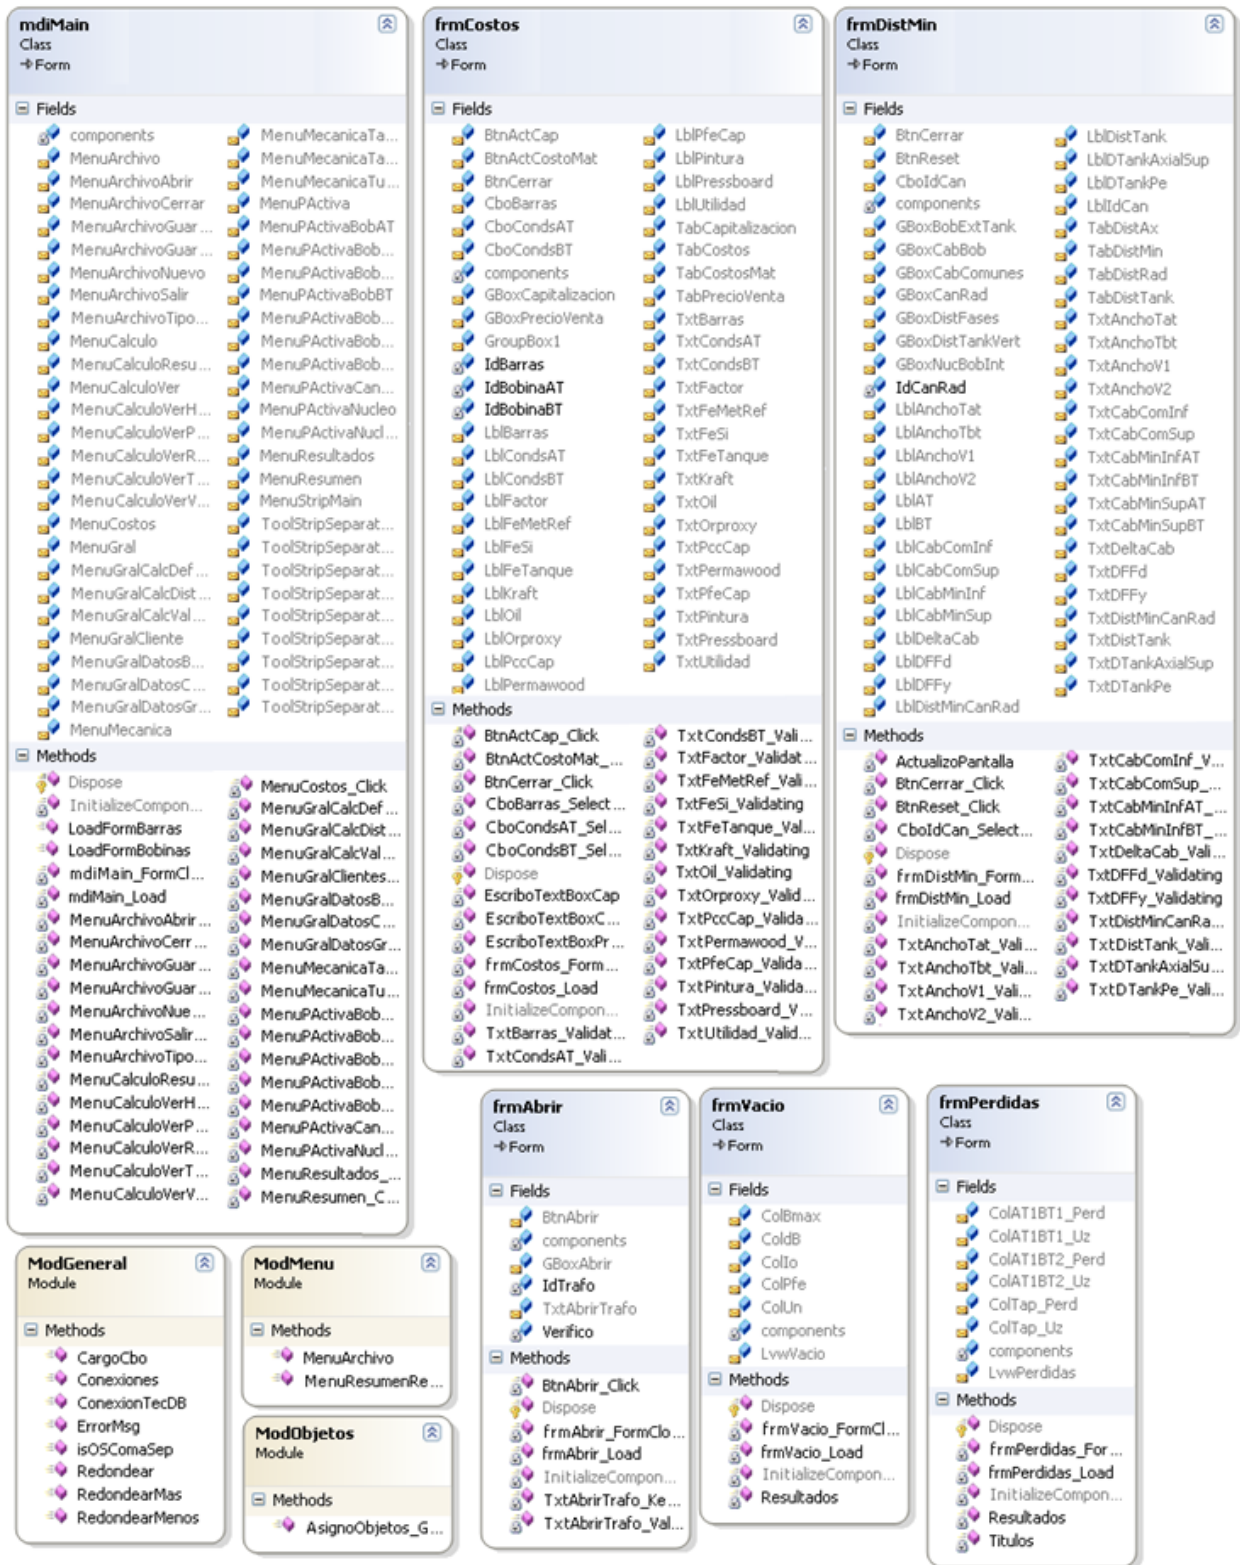 mdiMain
Class
Form
Fields
components
MenuArchivo
MenuArchivoAbrir
MenuArchivoCerrar
MenuArchivoGuar...
MenuArchivoGuar...
MenuArchivoNuevo
MenuArchivoSalir
MenuArchivoTipo...
MenuCalculo
MenuCalculoResu...
MenuCalculoVer
MenuCalculoVerH...
MenuCalculoVerP...
MenuCalculoVerR...
MenuCalculoVerT...
MenuCalculoVerV...
MenuCostos
MenuGral
MenuGralCalcDef...
MenuGralCalcDist...
MenuGralCalcVal...
MenuGralCliente
MenuGralDatosB...
MenuGralDatosC...
MenuGralDatosGr...
MenuMecanica
MenuMecanicaTa...
MenuMecanicaTa...
MenuMecanicaTu...
MenuPActiva
MenuPActivaBobAT
MenuPActivaBob...
MenuPActivaBob...
MenuPActivaBobBT
MenuPActivaBob...
MenuPActivaBob...
MenuPActivaBob...
MenuPActivaCan...
MenuPActivaNucleo
MenuPActivaNucl...
MenuResultados
MenuResumen
MenuStripMain
ToolStripSeparat...
ToolStripSeparat...
ToolStripSeparat...
ToolStripSeparat...
ToolStripSeparat...
ToolStripSeparat...
ToolStripSeparat...
ToolStripSeparat...
ToolStripSeparat...
Methods
Dispose
InitializeCompon...
LoadFormBarras
LoadFormBobinas
mdiMain_FormCl...
mdiMain_Load
MenuArchivoAbrir...
MenuArchivoCerr...
MenuArchivoGuar...
MenuArchivoGuar...
MenuArchivoNue...
MenuArchivoSalir...
MenuArchivoTipo...
MenuCalculoResu...
MenuCalculoVerH...
MenuCalculoVerP...
MenuCalculoVerR...
MenuCalculoVerT...
MenuCalculoVerV...
MenuCostos_Click
MenuGralCalcDef...
MenuGralCalcDist...
MenuGralCalcVal...
MenuGralClientes...
MenuGralDatosB...
MenuGralDatosC...
MenuGralDatosGr...
MenuMecanicaTa...
MenuMecanicaTu...
MenuPActivaBob...
MenuPActivaBob...
MenuPActivaBob...
MenuPActivaBob...
MenuPActivaBob...
MenuPActivaCan...
MenuPActivaNucl...
MenuResultados_...
MenuResumen_C...
frmCostos
Class
Form
Fields
BtnActCap
BtnActCostoMat
BtnCerrar
CboBarras
CboCondsAT
CboCondsBT
components
GBoxCapitalizacion
GBoxPrecioVenta
GroupBox1
IdBarras
IdBobinaAT
IdBobinaBT
LblBarras
LblCondsAT
LblCondsBT
LblFactor
LblFeMetRef
LblFeSi
LblFeTanque
LblKraft
LblOil
LblOrproxy
LblPccCap
LblPermawood
LblPfeCap
LblPintura
LblPressboard
LblUtilidad
TabCapitalizacion
TabCostos
TabCostosMat
TabPrecioVenta
TxtBarras
TxtCondsAT
TxtCondsBT
TxtFactor
TxtFeMetRef
TxtFeSi
TxtFeTanque
TxtKraft
TxtOil
TxtOrproxy
TxtPccCap
TxtPermawood
TxtPfeCap
TxtPintura
TxtPressboard
TxtUtilidad
Methods
BtnActCap_Click
BtnActCostoMat_...
BtnCerrar_Click
CboBarras_Select...
CboCondsAT_Sel...
CboCondsBT_Sel...
Dispose
EscriboTextBoxCap
EscriboTextBoxC...
EscriboTextBoxPr...
frmCostos_Form...
frmCostos_Load
InitializeCompon...
TxtBarras_Validat...
TxtCondsAT_Vali...
TxtCondsBT_Vali...
TxtFactor_Validat...
TxtFeMetRef_Vali...
TxtFeSi_Validating
TxtFeTanque_Val...
TxtKraft_Validating
TxtOil_Validating
TxtOrproxy_Valid...
TxtPccCap_Valida...
TxtPermawood_V...
TxtPfeCap_Valida...
TxtPintura_Valida...
TxtPressboard_V...
TxtUtilidad_Valid...
frmDistMin
Class
Form
Fields
BtnCerrar
BtnReset
CboIdCan
components
GBoxBobExtTank
GBoxCabBob
GBoxCabComunes
GBoxCanRad
GBoxDistFases
GBoxDistTankVert
GBoxNucBobInt
IdCanRad
LblAnchoTat
LblAnchoTbt
LblAnchoV1
LblAnchoV2
LblAT
LblBT
LblCabComInf
LblCabComSup
LblCabMinInf
LblCabMinSup
LblDeltaCab
LblDFFd
LblDFFy
LblDistMinCanRad
LblDistTank
LblDTankAxialSup
LblDTankPe
LblIdCan
TabDistAx
TabDistMin
TabDistRad
TabDistTank
TxtAnchoTat
TxtAnchoTbt
TxtAnchoV1
TxtAnchoV2
TxtCabComInf
TxtCabComSup
TxtCabMinInfAT
TxtCabMinInfBT
TxtCabMinSupAT
TxtCabMinSupBT
TxtDeltaCab
TxtDFFd
TxtDFFy
TxtDistMinCanRad
TxtDistTank
TxtDTankAxialSup
TxtDTankPe
Methods
ActualizoPantalla
BtnCerrar_Click
BtnReset_Click
CboIdCan_Select...
Dispose
frmDistMin_Form...
frmDistMin_Load
InitializeCompon...
TxtAnchoTat_Vali...
TxtAnchoTbt_Vali...
TxtAnchoV1_Vali...
TxtAnchoV2_Vali...
TxtCabComInf_V...
TxtCabComSup_...
TxtCabMinInfAT_...
TxtCabMinInfBT_...
TxtDeltaCab_Vali...
TxtDFFd_Validating
TxtDFFy_Validating
TxtDistMinCanRa...
TxtDistTank_Vali...
TxtDTankAxialSu...
TxtDTankPe_Vali...
ModGeneral
Module
Methods
CargoCbo
Conexiones
ConexionTecDB
ErrorMsg
isOSComaSep
Redondear
RedondearMas
RedondearMenos
ModMenu
Module
Methods
MenuArchivo
MenuResumenRe...
ModObjetos
Module
Methods
AsignoObjetos_G...
frmAbrir
Class
Form
Fields
BtnAbrir
components
GBoxAbrir
IdTrafo
TxtAbrirTrafo
Verifico
Methods
BtnAbrir_Click
Dispose
frmAbrir_FormClo...
frmAbrir_Load
InitializeCompon...
TxtAbrirTrafo_Ke...
TxtAbrirTrafo_Val...
frmVacio
Class
Form
Fields
ColBmax
ColdB
ColIo
ColPfe
ColUn
components
LvwVacio
Methods
Dispose
frmVacio_FormCl...
frmVacio_Load
InitializeCompon...
Resultados
frmPerdidas
Class
Form
Fields
ColAT1BT1_Perd
ColAT1BT1_Uz
ColAT1BT2_Perd
ColAT1BT2_Uz
ColTap_Perd
ColTap_Uz
components
LvwPerdidas
Methods
Dispose
frmPerdidas_For...
frmPerdidas_Load
InitializeCompon...
Resultados
Titulos